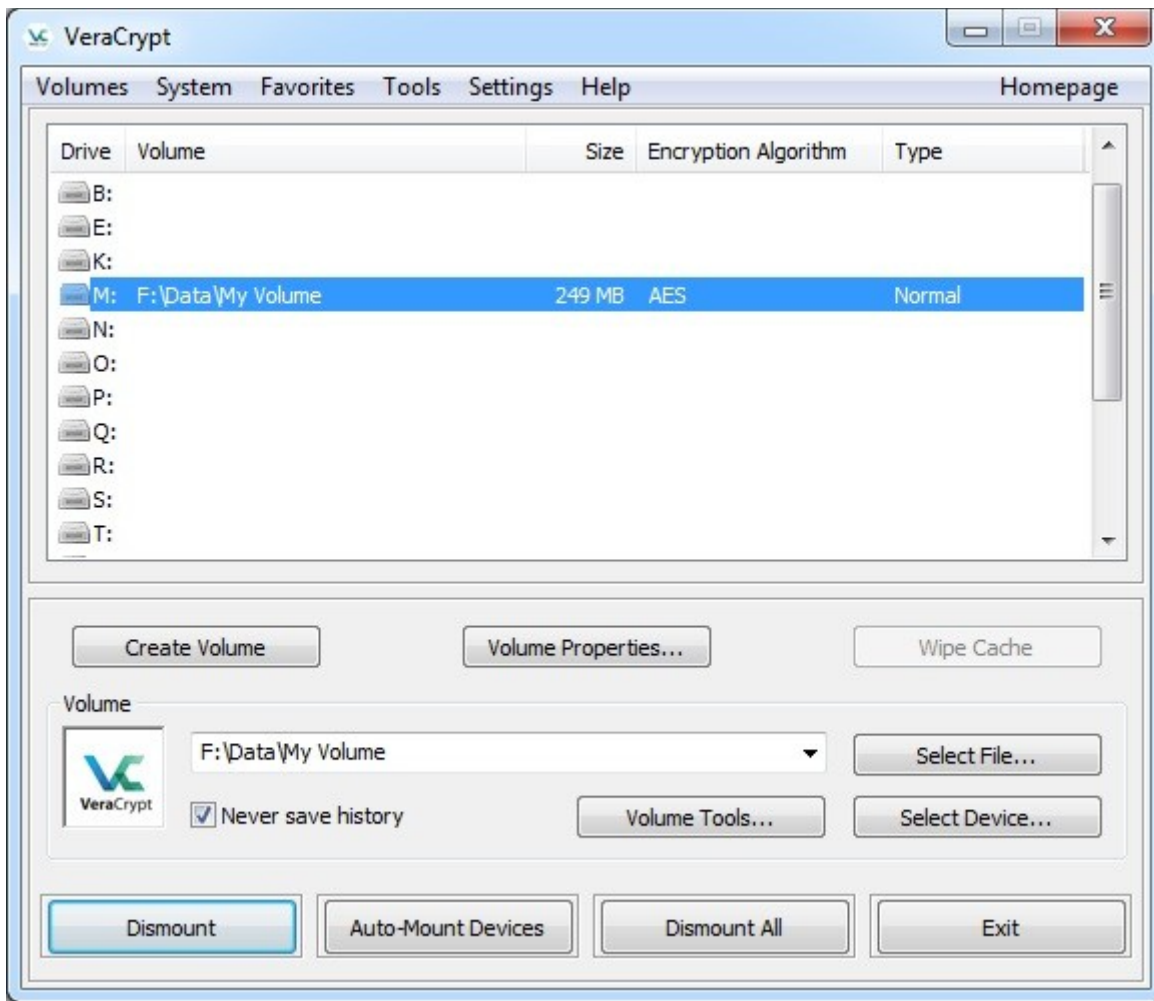 VeraCrypt
Volumes System Favorites Tools Settings Help Homepage
Drive Volume Size Encryption Algorithm Type
B:
E:
K:
M: F:\Data\My Volume 249 MB AES Normal
N:
O:
P:
Q:
R:
S:
T:
Create Volume Volume Properties... Wipe Cache
Volume
F:\Data\My Volume Select File...
VeraCrypt
Never save history Volume Tools... Select Device...
Dismount Auto-Mount Devices Dismount All Exit